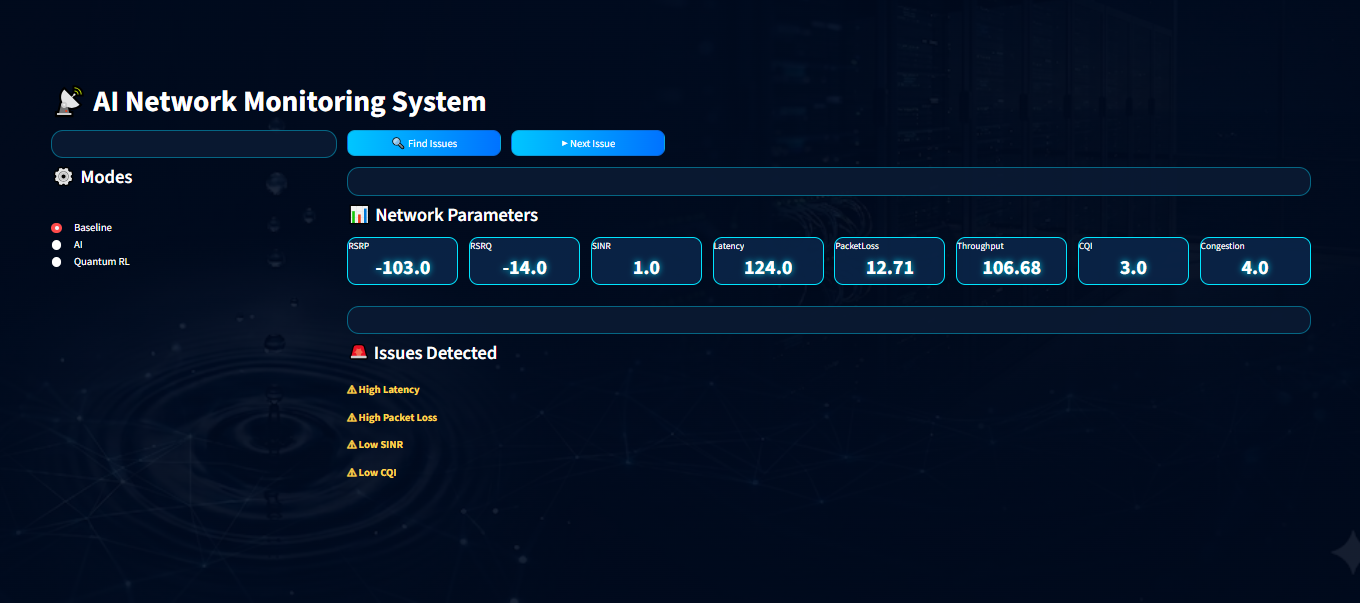 AI Network Monitoring System
Find Issues
Next Issue
Modes
Baseline
AI
Quantum RL
Network Parameters
RSRP
-103.0
RSRQ
-14.0
SINR
1.0
Latency
124.0
PacketLoss
12.71
Throughput
106.68
CQI
3.0
Congestion
4.0
Issues Detected
High Latency
High Packet Loss
Low SINR
Low CQI